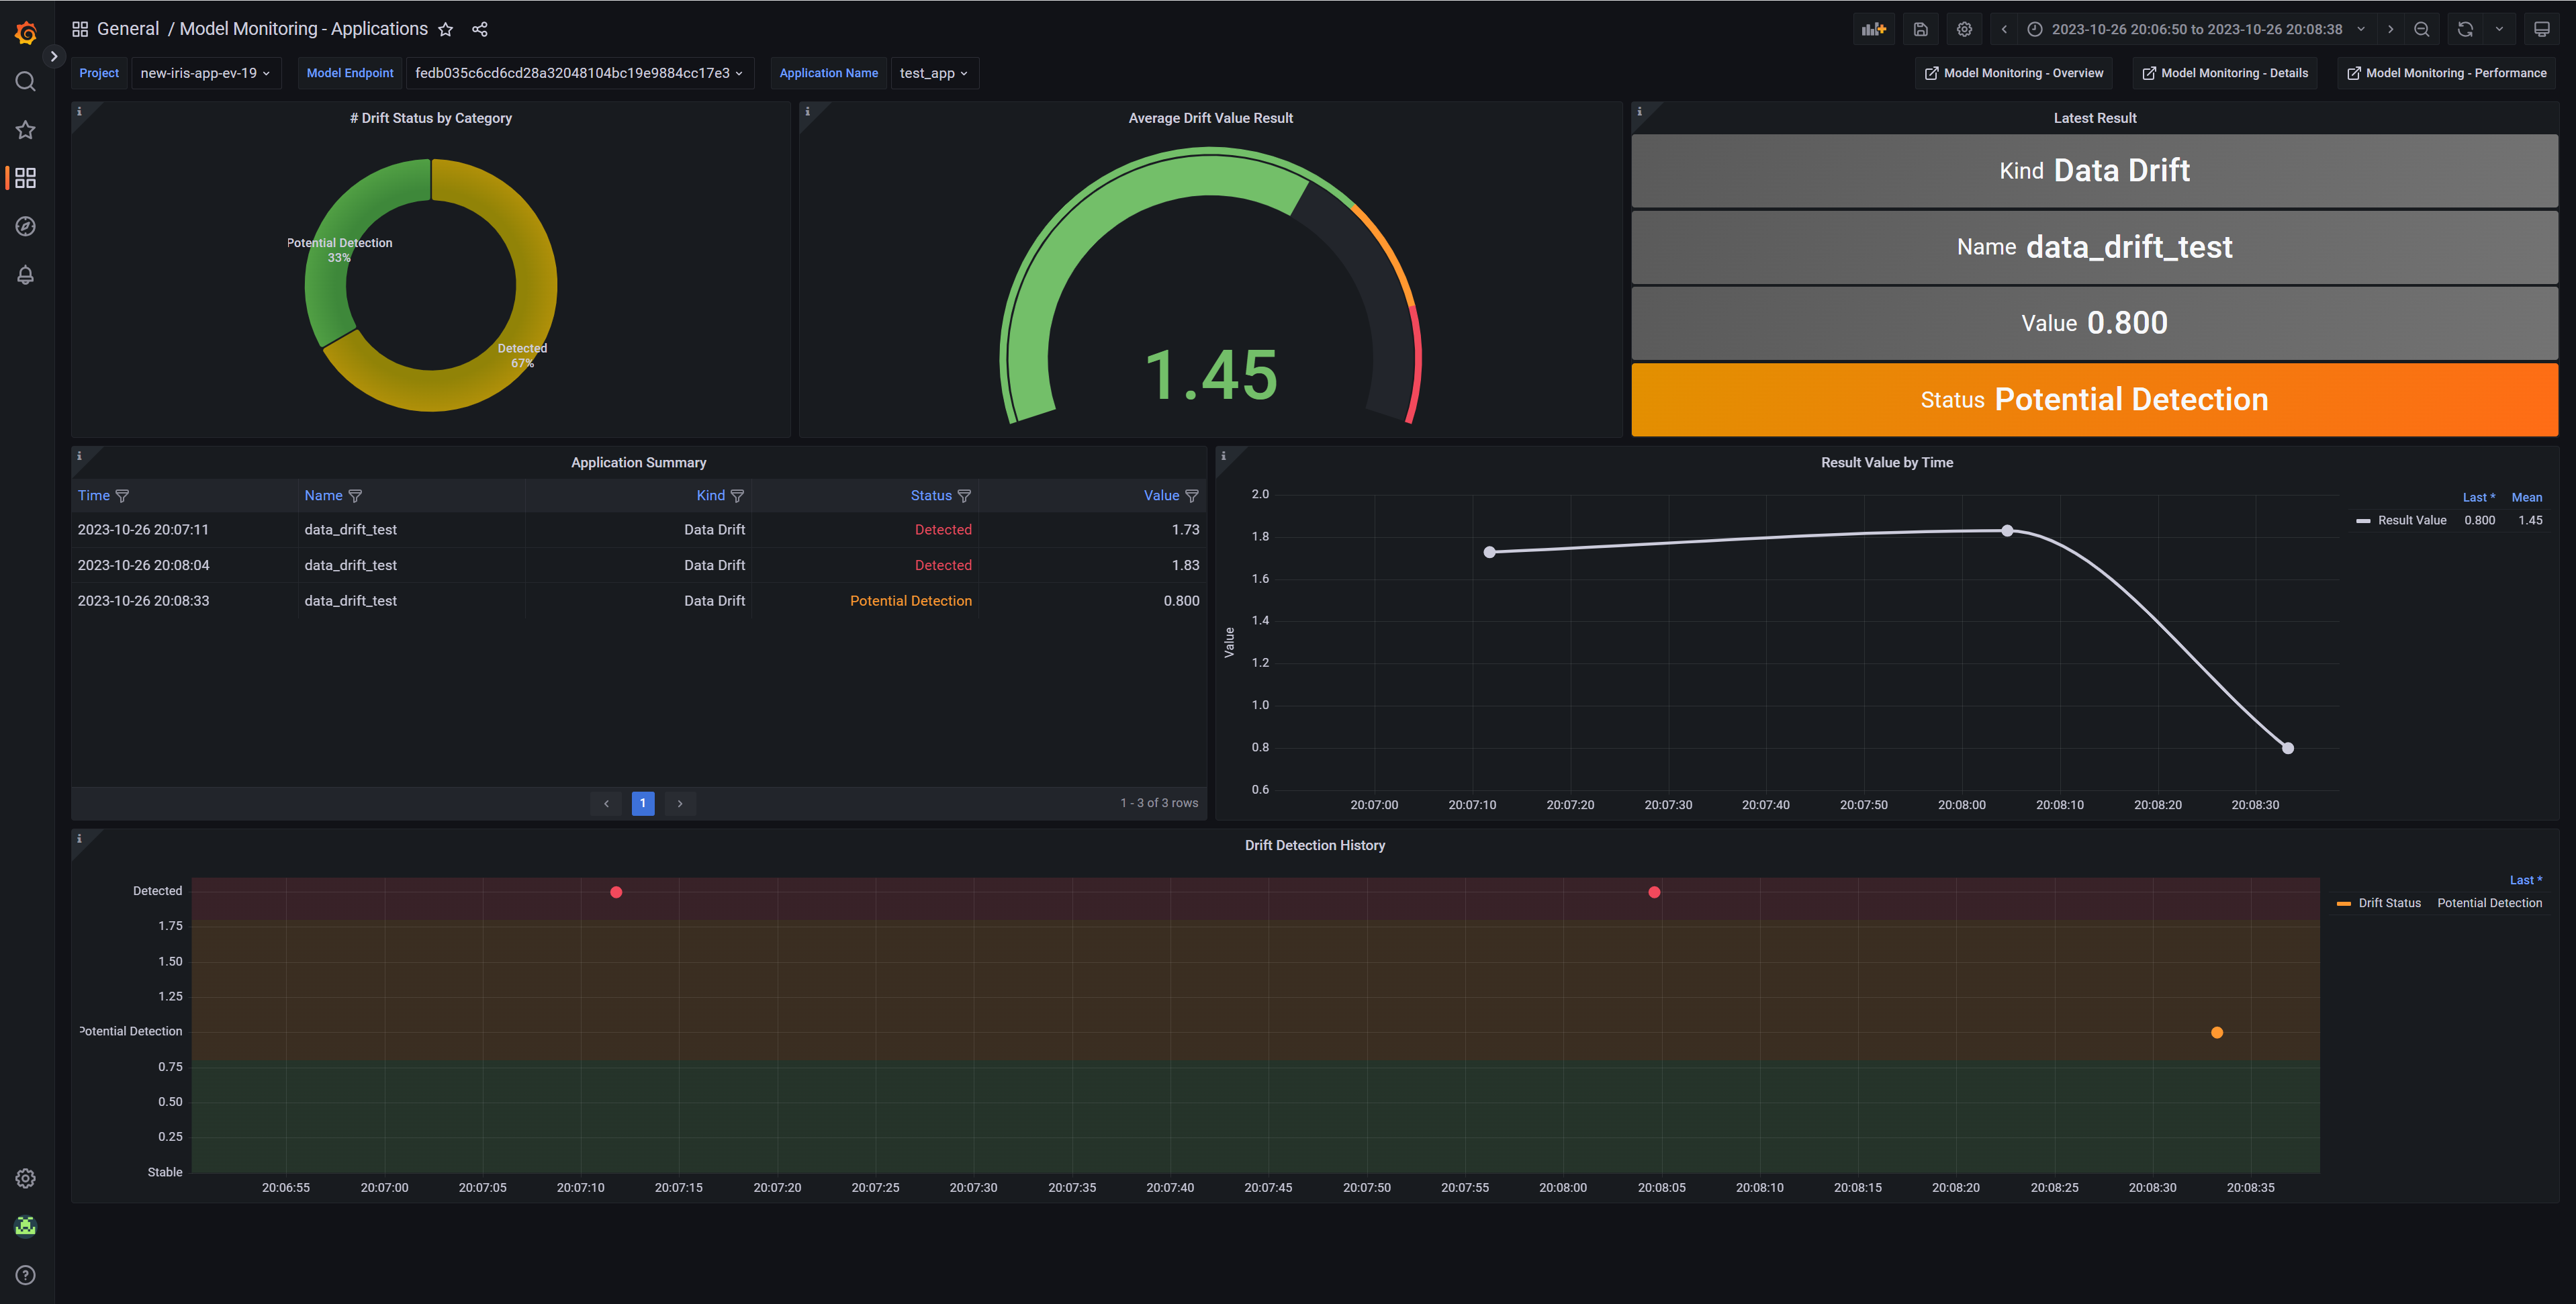 General / Model Monitoring - Applications
2023-10-26 20:06:50 to 2023-10-26 20:08:38
Project new-iris-app-ev-19 Model Endpoint fedb035c6cd6cd28a32048104bc19e9884cc17e3 Application Name test_app
Model Monitoring - Overview Model Monitoring - Details Model Monitoring - Performance
# Drift Status by Category
Potential Detection
33%
Detected
67%
Average Drift Value Result
1.45
Latest Result
Kind Data Drift
Name data_drift_test
Value 0.800
Status Potential Detection
Application Summary
Time Name Kind Status Value
2023-10-26 20:07:11 data_drift_test Data Drift Detected 1.73
2023-10-26 20:08:04 data_drift_test Data Drift Detected 1.83
2023-10-26 20:08:33 data_drift_test Data Drift Potential Detection 0.800
1
1 - 3 of 3 rows
Result Value by Time
Value
2.0
1.8
1.6
1.4
1.2
1.0
0.8
0.6
20:07:00 20:07:10 20:07:20 20:07:30 20:07:40 20:07:50 20:08:00 20:08:10 20:08:20 20:08:30
Last * Mean
Result Value 0.800 1.45
Drift Detection History
Detected
1.75
1.50
1.25
Potential Detection
0.75
0.50
0.25
Stable
20:06:55 20:07:00 20:07:05 20:07:10 20:07:15 20:07:20 20:07:25 20:07:30 20:07:35 20:07:40 20:07:45 20:07:50 20:07:55 20:08:00 20:08:05 20:08:10 20:08:15 20:08:20 20:08:25 20:08:30 20:08:35
Last *
Drift Status Potential Detection